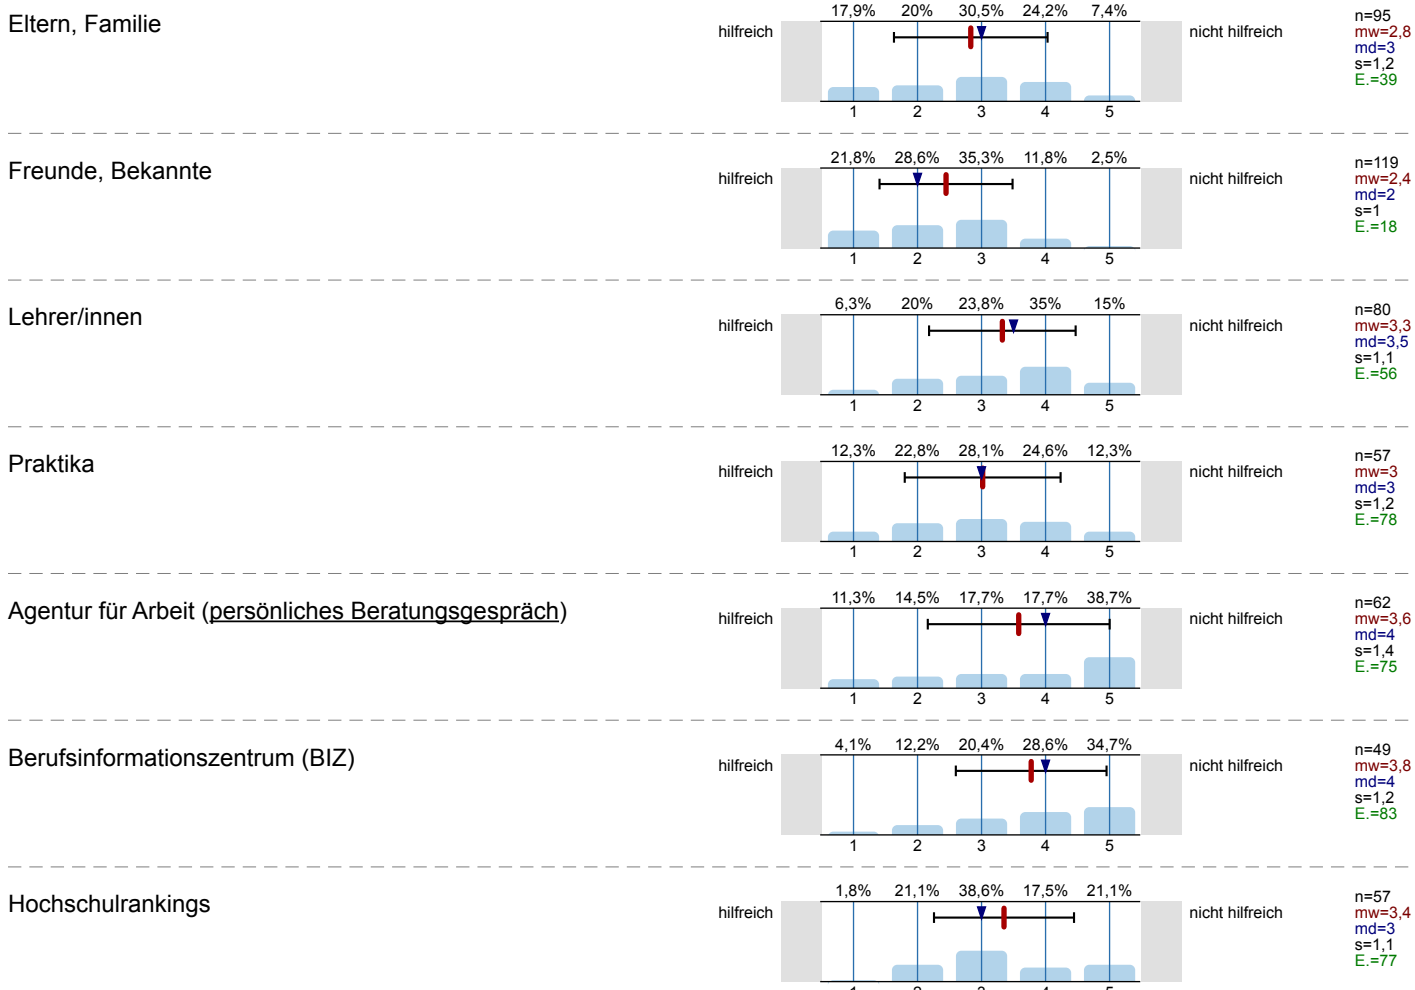 Eltern, Familie
hilfreich
17,9% 20% 30,5% 24,2% 7,4%
1 2 3 4 5
nicht hilfreich
n=95
mw=2,8
md=3
s=1,2
E.=39
Freunde, Bekannte
hilfreich
21,8% 28,6% 35,3% 11,8% 2,5%
1 2 3 4 5
nicht hilfreich
n=119
mw=2,4
md=2
s=1
E.=18
Lehrer/innen
hilfreich
6,3% 20% 23,8% 35% 15%
1 2 3 4 5
nicht hilfreich
n=80
mw=3,3
md=3,5
s=1,1
E.=56
Praktika
hilfreich
12,3% 22,8% 28,1% 24,6% 12,3%
1 2 3 4 5
nicht hilfreich
n=57
mw=3
md=3
s=1,2
E.=78
Agentur für Arbeit (persönliches Beratungsgespräch)
hilfreich
11,3% 14,5% 17,7% 17,7% 38,7%
1 2 3 4 5
nicht hilfreich
n=62
mw=3,6
md=4
s=1,4
E.=75
Berufsinformationszentrum (BIZ)
hilfreich
4,1% 12,2% 20,4% 28,6% 34,7%
1 2 3 4 5
nicht hilfreich
n=49
mw=3,8
md=4
s=1,2
E.=83
Hochschulrankings
hilfreich
1,8% 21,1% 38,6% 17,5% 21,1%
1 2 3 4 5
nicht hilfreich
n=57
mw=3,4
md=3
s=1,1
E.=77